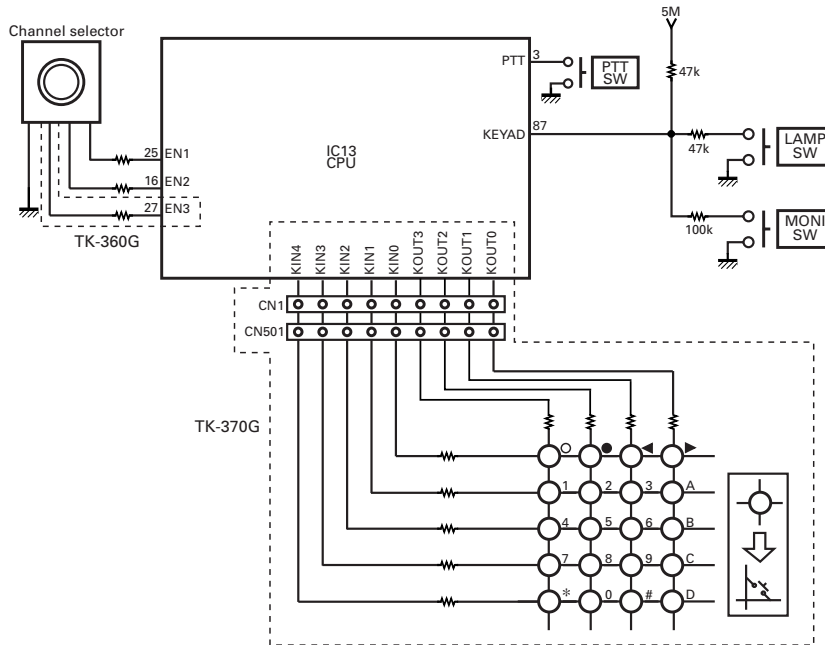 Channel selector
5M
PTT
3
PTT
SW
47k
KEYAD
87
47k
LAMP
SW
IC13
CPU
25
EN1
16
EN2
27
EN3
TK-360G
100k
MONI
SW
KIN4
KIN3
KIN2
KIN1
KIN0
KOUT3
KOUT2
KOUT1
KOUT0
CN1
CN501
TK-370G
1
2
3
A
4
5
6
B
7
8
9
C
*
0
#
D